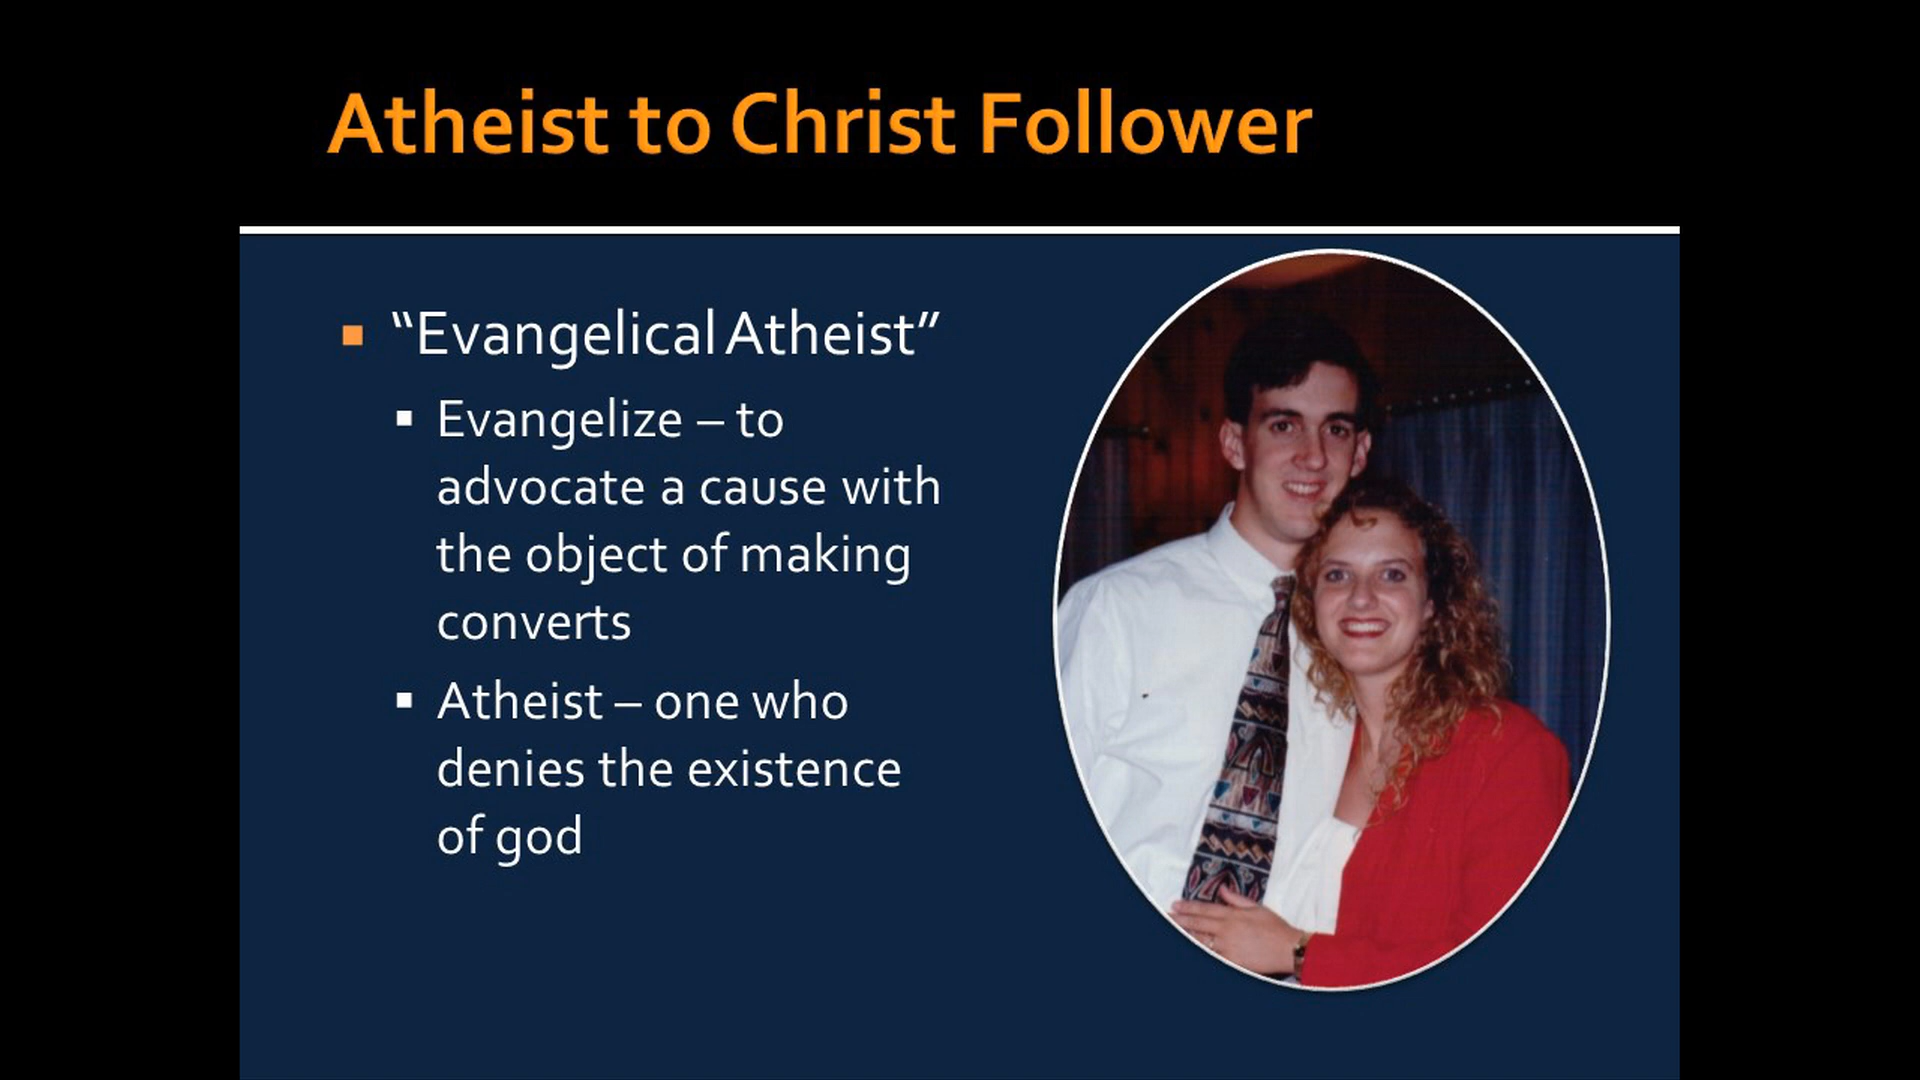 Atheist to Christ Follower
“Evangelical Atheist”
Evangelize – to
advocate a cause with
the object of making
converts
Atheist – one who
denies the existence
of god